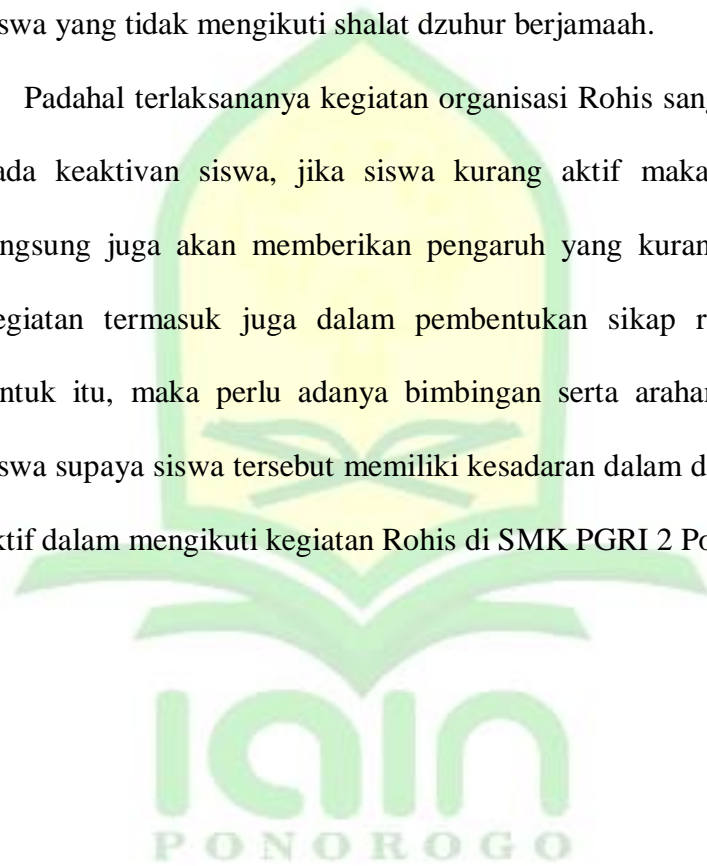 iswa yang tidak mengikuti shalat dzuhur berjamaah.
Padahal terlaksananya kegiatan organisasi Rohis sang
ada keaktivan siswa, jika siswa kurang aktif maka
ngsung juga akan memberikan pengaruh yang kuran
egiatan termasuk juga dalam pembentukan sikap r
ntuk itu, maka perlu adanya bimbingan serta arahan
swa supaya siswa tersebut memiliki kesadaran dalam d
ktif dalam mengikuti kegiatan Rohis di SMK PGRI 2 Po
iain
PONOROGO